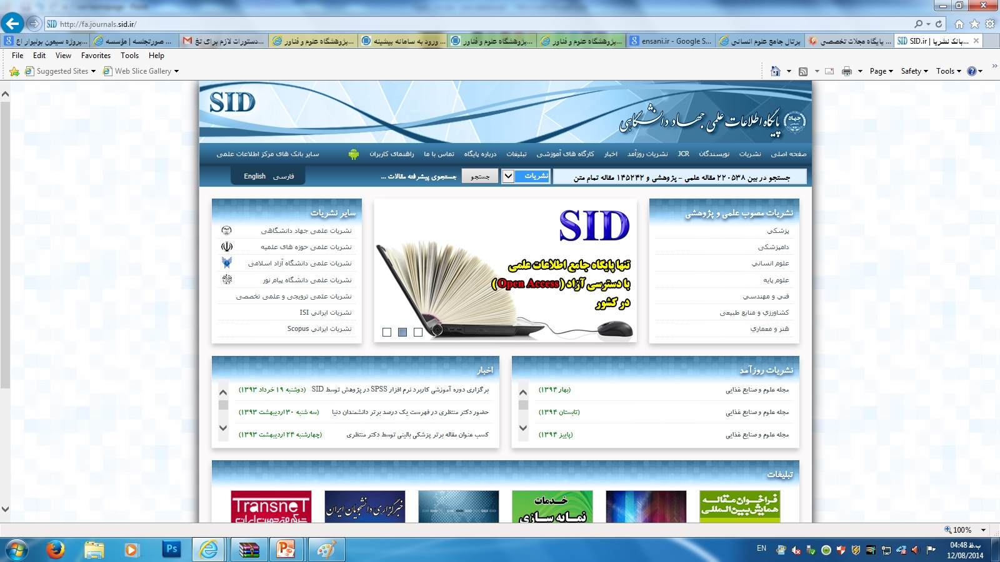 http://fa.journals.sid.ir/
پروژه سیعون بولیوار اع...
صورتجلسه | مؤسسه ...
دستورات لازم برای تغ...
پژوهشگاه علوم و فناور...
ورود به سامانه پیشینه ...
پژوهشگاه علوم و فناور...
پژوهشگاه علوم و فناور...
ensani.ir - Google S...
پرتال جامع علوم انسانی
پایگاه مجلات تخصصی ...
SID.ir | بانک نشریا...
File Edit View Favorites Tools Help
Suggested Sites Web Slice Gallery
Page Safety Tools
SID
پایگاه اطلاعات علمی جهاد دانشگاهی
صفحه اصلی نشریات نویسندگان JCR نشریات روزآمد اخبار کارگاه های آموزشی تبلیغات درباره پایگاه تماس با ما راهنمای کاربران سایر بانک های مرکز اطلاعات علمی
جستجو در بین ۲۲۰۵۳۸ مقاله علمی - پژوهشی و ۱۴۵۲۴۲ مقاله تمام متن
نشریات
جستجو
جستجوی پیشرفته مقالات ...
فارسی English
نشریات مصوب علمی و پژوهشی
پزشکي
دامپزشکی
علوم انساني
علوم پايه
فني و مهندسي
کشاورزي و منابع طبیعی
هنر و معماري
SID
تنها پایگاه جامع اطلاعات علمی
با دسترسی آزاد (Open Access)
در کشور
سایر نشریات
نشریات علمی جهاد دانشگاهی
نشریات علمی حوزه های علمیه
نشریات علمی دانشگاه آزاد اسلامی
نشریات علمی دانشگاه پیام نور
نشریات علمی ترویجی و علمی تخصصی
نشریات ایراني ISI
نشریات ایراني Scopus
نشریات روزآمد
مجله علوم و صنایع غذایی (بهار ۱۳۹۴)
مجله علوم و صنایع غذایی (تابستان ۱۳۹۴)
مجله علوم و صنایع غذایی (پاییز ۱۳۹۴)
اخبار
برگزاری دوره آموزشی کاربرد نرم افزار SPSS در پژوهش توسط SID (دوشنبه ۱۹ خرداد ۱۳۹۳)
حضور دکتر منتظری در فهرست یک درصد برتر دانشمندان دنیا (سه شنبه ۳۰ اردیبهشت ۱۳۹۳)
کسب عنوان مقاله برتر پزشکی بالینی توسط دکتر منتظری (چهارشنبه ۲۴ اردیبهشت ۱۳۹۳)
تبلیغات
فراخوان مقاله
همایش بین المللی
خدمات
نمایه سازی
خبرگزاری دانشجویان ایران
TransneT
100%
Ps
EN
04:48 ب.ظ
12/08/2014